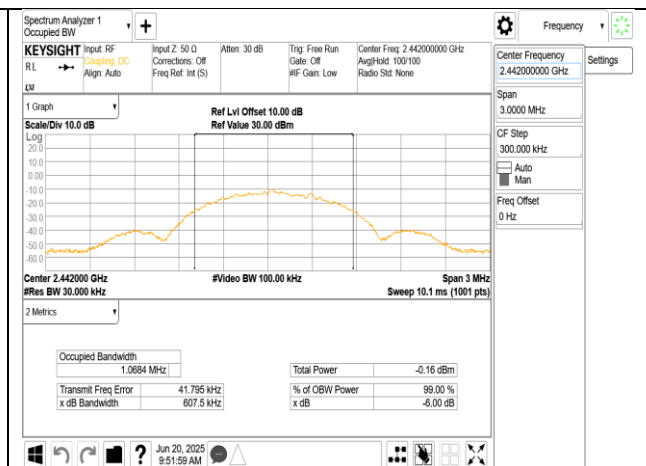 Spectrum Analyzer 1
Occupied BW
+
Frequency
KEYSIGHT Input: RF Input Z: 50 Ω Atten: 30 dB Trig: Free Run Center Freq: 2.442000000 GHz
RL Coupling: DC Corrections: Off Gate: Off Avg|Hold: 100/100
Align: Auto Freq Ref: Int (S) #IF Gain: Low Radio Std: None
LXI
Center Frequency
2.442000000 GHz
Settings
Span
3.0000 MHz
CF Step
300.000 kHz
Auto
Man
Freq Offset
0 Hz
1 Graph
Ref Lvl Offset 10.00 dB
Scale/Div 10.0 dB Ref Value 30.00 dBm
Log
20.0
10.0
0.00
-10.0
-20.0
-30.0
-40.0
-50.0
-60.0
Center 2.442000 GHz #Video BW 100.00 kHz Span 3 MHz
#Res BW 30.000 kHz Sweep 10.1 ms (1001 pts)
2 Metrics
Occupied Bandwidth
1.0684 MHz Total Power -0.16 dBm
Transmit Freq Error 41.795 kHz % of OBW Power 99.00 %
x dB Bandwidth 607.5 kHz x dB -6.00 dB
? Jun 20, 2025
9:51:59 AM